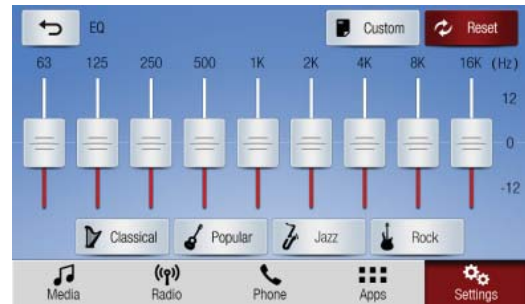 EQ Custom Reset
63 125 250 500 1K 2K 4K 8K 16K (Hz)
12
0
-12
Classical Popular Jazz Rock
Media Radio Phone Apps Settings